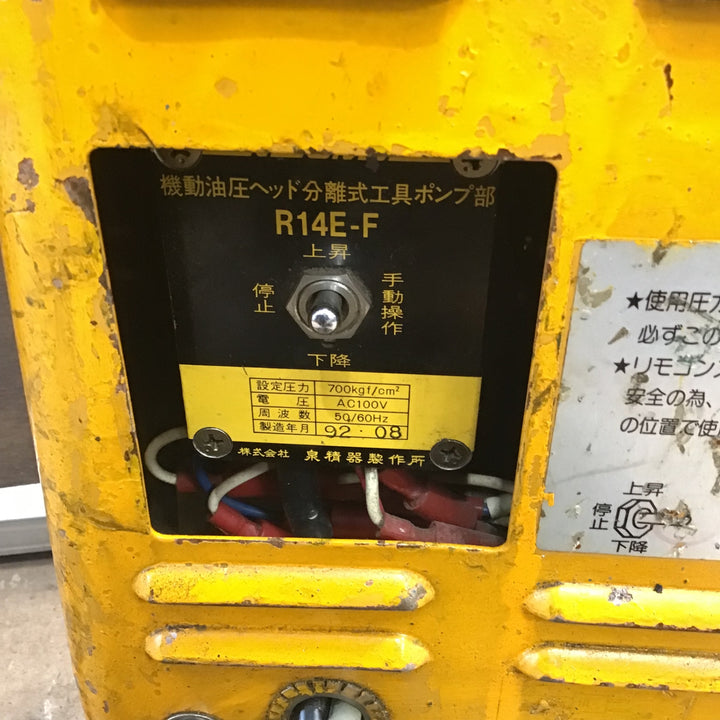 機動油圧ヘッド分離式工具ポンプ部
R14E-F
上昇
停止
手動操作
下降
設定圧力 700kgf/cm²
電圧 AC100V
周波数 50/60Hz
製造年月 92・08
株式会社 泉精器製作所
★使用圧力
必ずこの
★リモコン
安全の為、
の位置で使
上昇
停止
下降